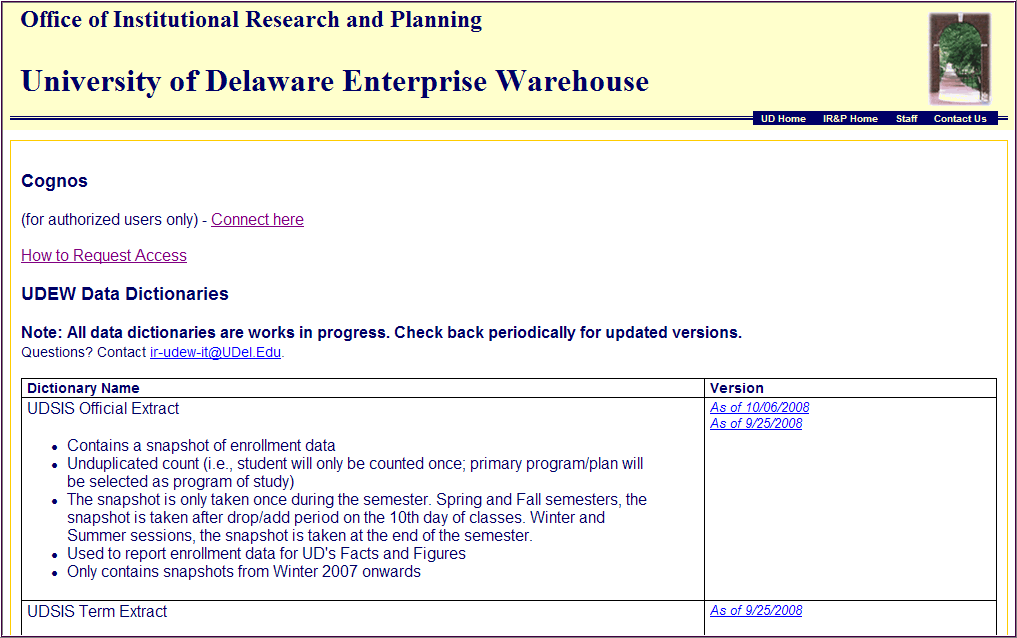 Office of Institutional Research and Planning
University of Delaware Enterprise Warehouse
UD Home IR&P Home Staff Contact Us
Cognos
(for authorized users only) - Connect here
How to Request Access
UDEW Data Dictionaries
Note: All data dictionaries are works in progress. Check back periodically for updated versions.
Questions? Contact ir-udew-it@UDel.Edu.
Dictionary Name Version
UDSIS Official Extract As of 10/06/2008
As of 9/25/2008
• Contains a snapshot of enrollment data
• Unduplicated count (i.e., student will only be counted once; primary program/plan will
be selected as program of study)
• The snapshot is only taken once during the semester. Spring and Fall semesters, the
snapshot is taken after drop/add period on the 10th day of classes. Winter and
Summer sessions, the snapshot is taken at the end of the semester.
• Used to report enrollment data for UD's Facts and Figures
• Only contains snapshots from Winter 2007 onwards
UDSIS Term Extract As of 9/25/2008